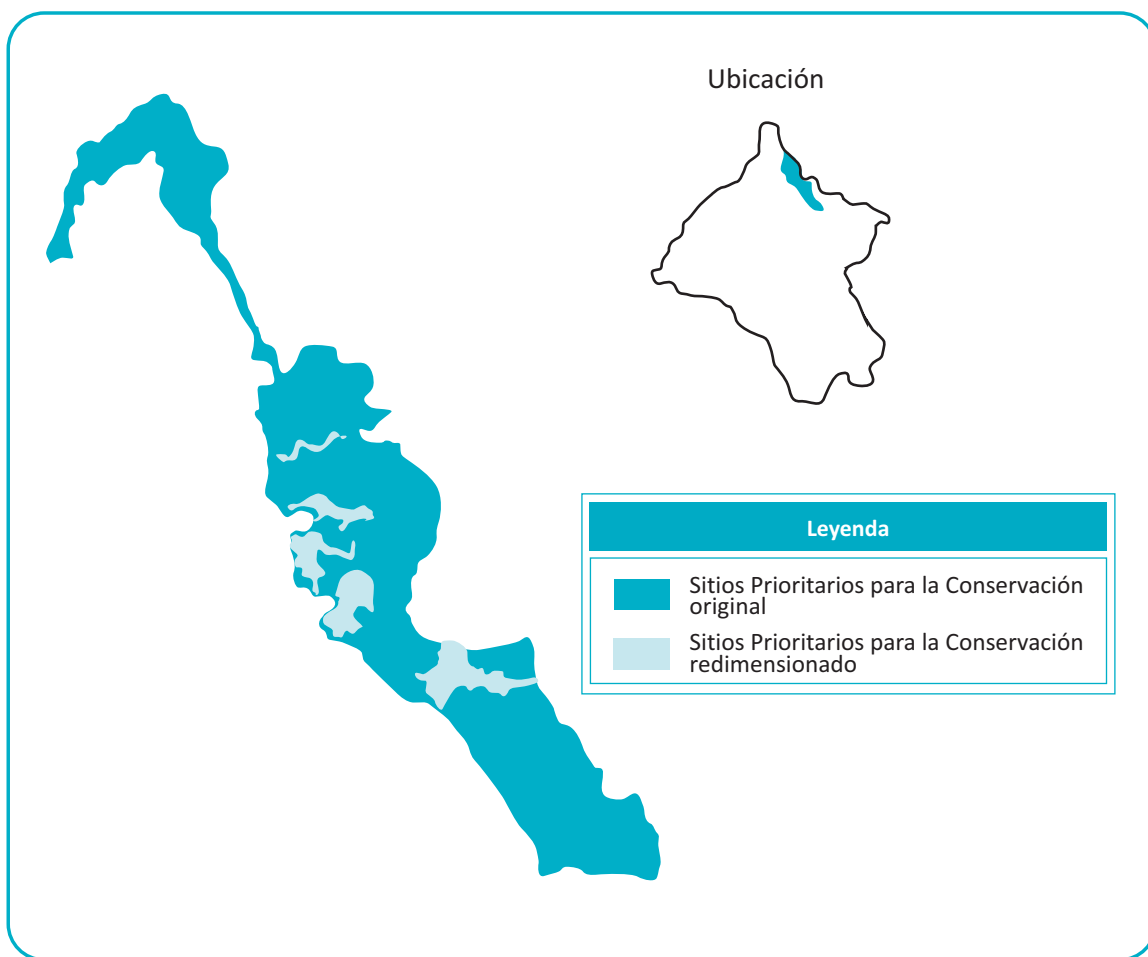 Ubicación
Leyenda
Sitios Prioritarios para la Conservación
original
Sitios Prioritarios para la Conservación
redimensionado